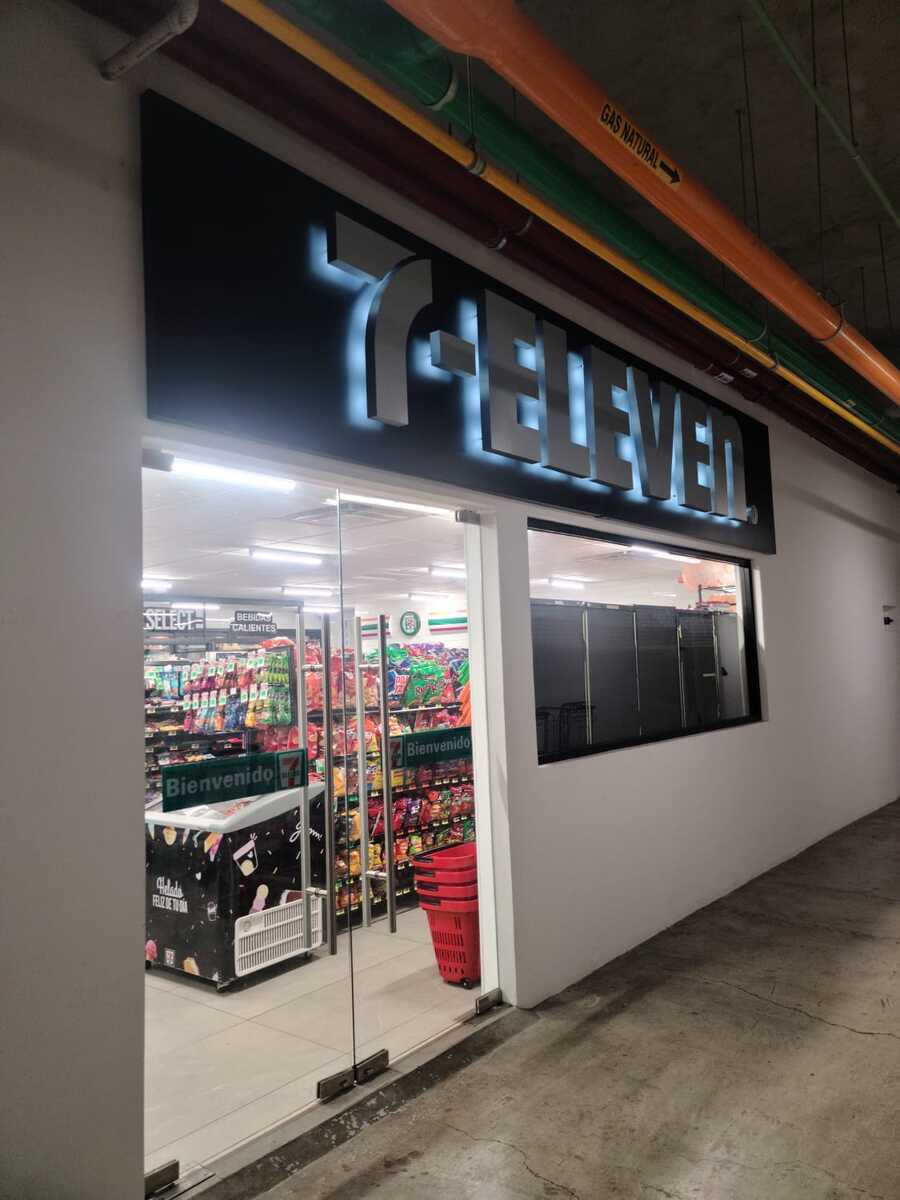 GAS NATURAL
7-ELEVEn
SELECT
BEBIDAS
CALIENTES
Bienvenido
Bienvenido
Helado
FELIZ DE TU DÍA